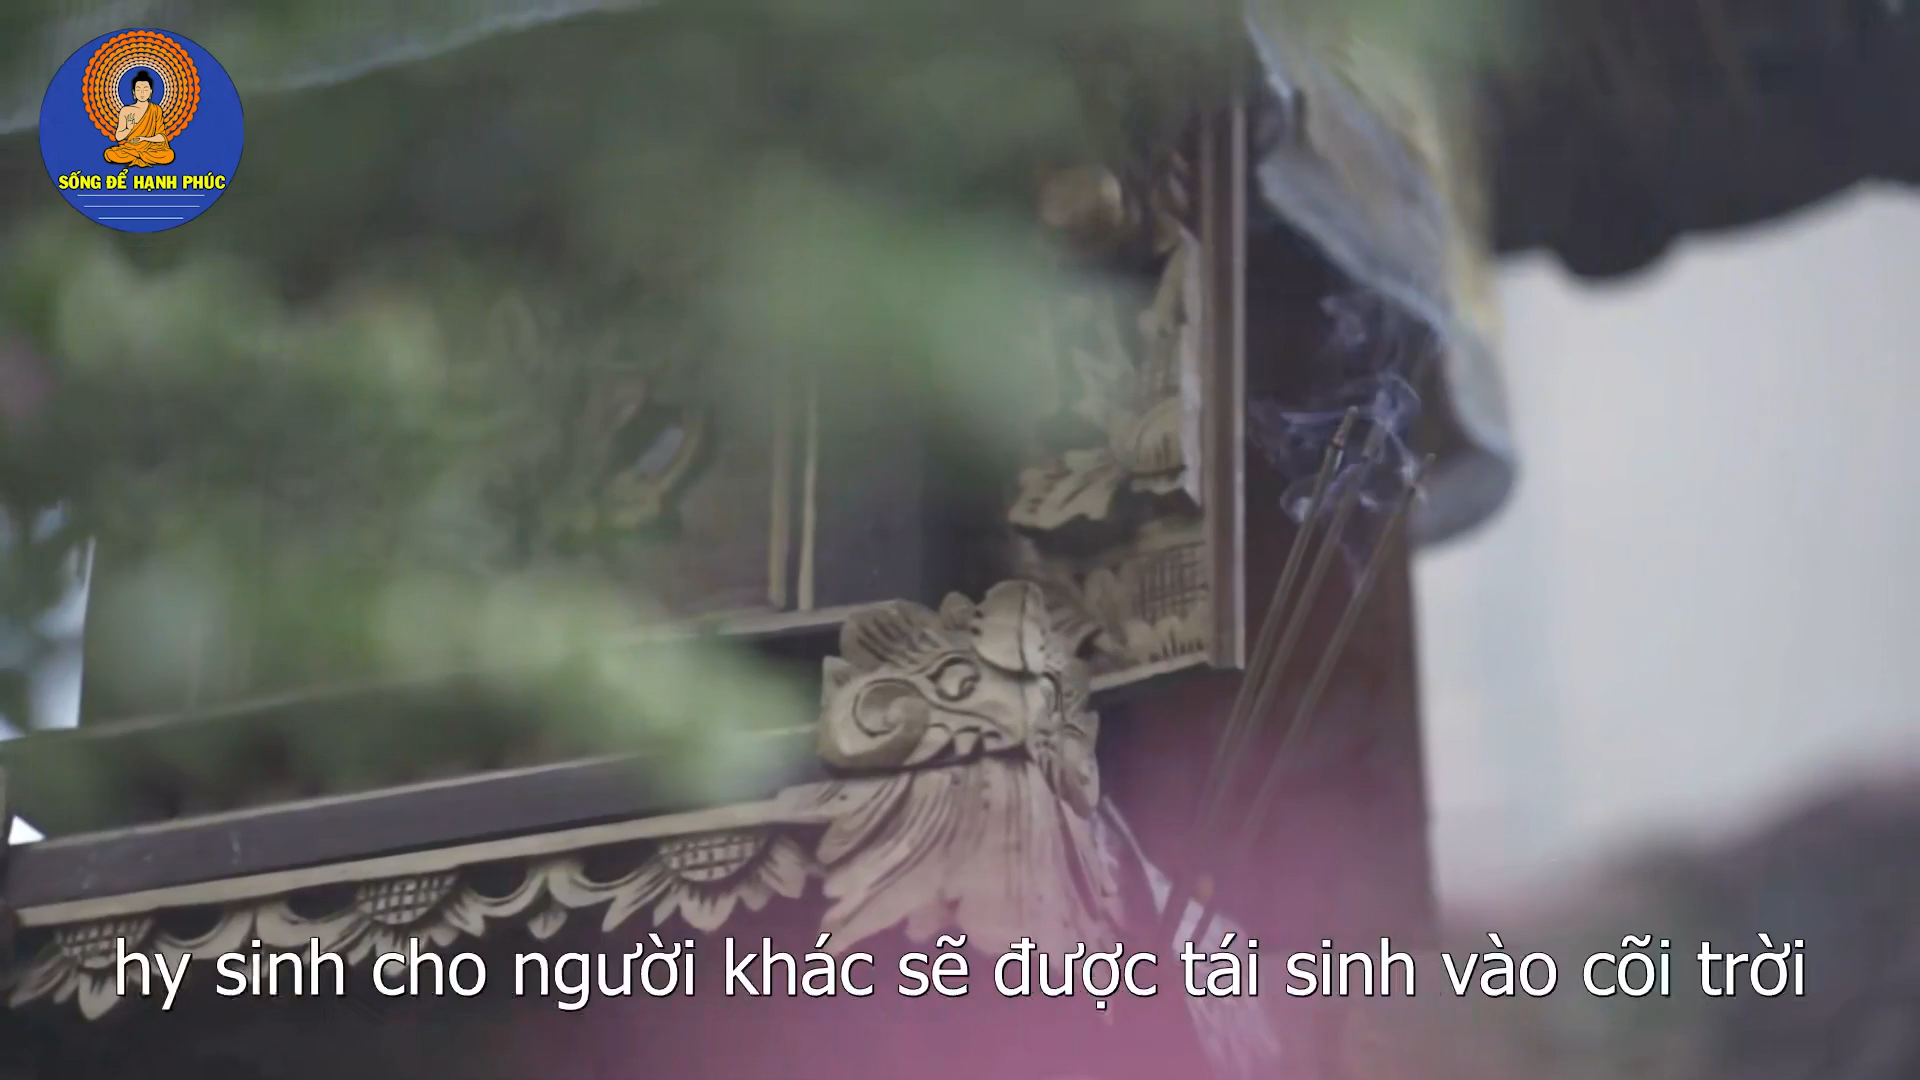 SỐNG ĐỂ HẠNH PHÚC
hy sinh cho người khác sẽ được tái sinh vào cõi trời